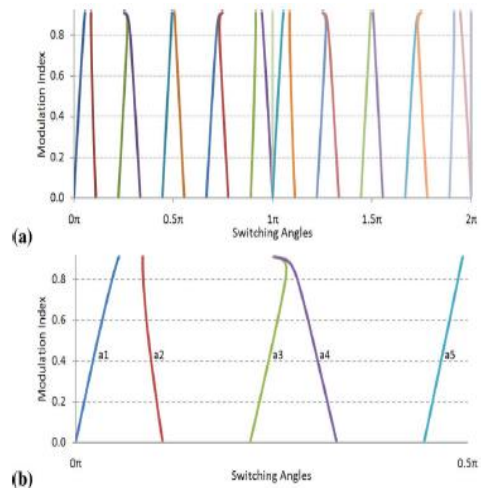 0.8
0.6
0.4
0.2
0.0
Modulation Index
0π
0.5π
1π
1.5π
2π
Switching Angles
(a)
0.8
0.6
0.4
0.2
0.0
Modulation Index
a1
a2
a3
a4
a5
0π
0.5π
Switching Angles
(b)